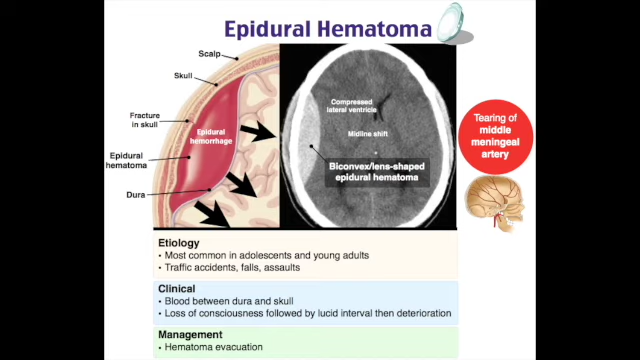 Epidural Hematoma
Scalp
Skull
Fracture
in skull
Epidural
hemorrhage
Epidural
hematoma
Dura
Compressed
lateral ventricle
Midline shift
Biconvex/lens-shaped
epidural hematoma
Tearing of
middle
meningeal
artery
Etiology
• Most common in adolescents and young adults
• Traffic accidents, falls, assaults
Clinical
• Blood between dura and skull
• Loss of consciousness followed by lucid interval then deterioration
Management
• Hematoma evacuation